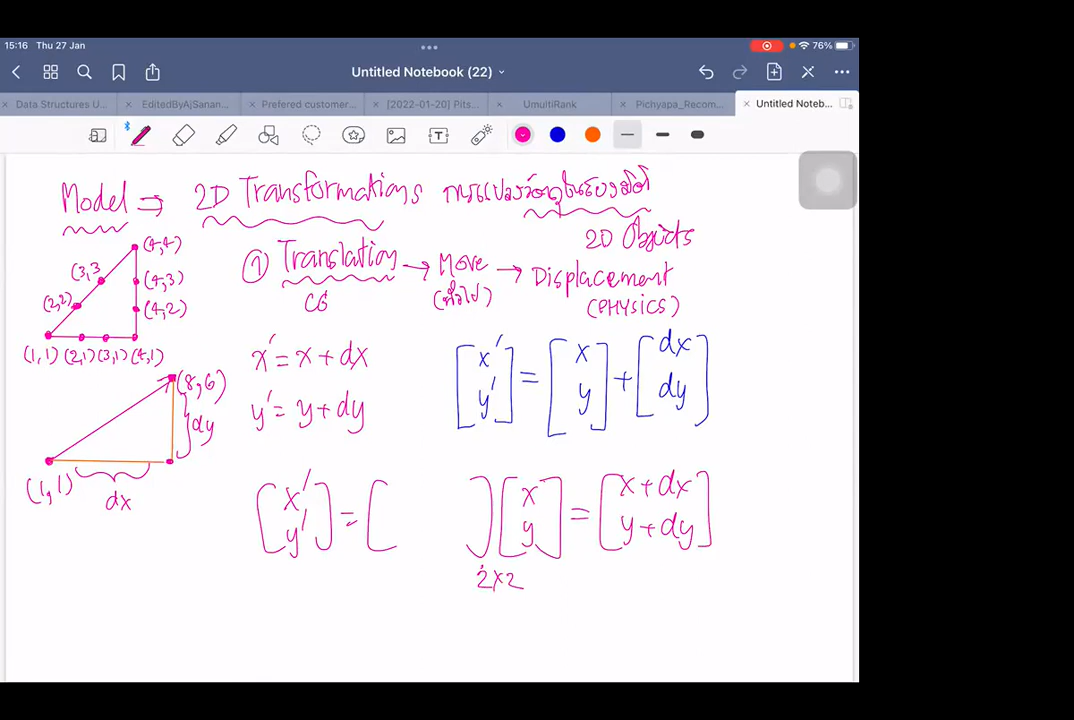 15:16 Thu 27 Jan
76%
Untitled Notebook (22)
Data Structures U...
EditedByAjSanan...
Prefered customer...
[2022-01-20] Pits...
UmultiRank
Pichyapa_Recom...
Untitled Noteb...
Model ⇒ 2D Transformations
2D Objects
① Translation → Move → Displacement
(PHYSICS)
(4,4)
(3,3
(4,3)
(2,2)
(4,2)
(1,1) (2,1) (3,1) (4,1)
x' = x + dx
y' = y + dy
[x' y'] = [x y] + [dx dy]
(8,6)
dy
(1,1)
dx
[x' y'] = [ ] [x y] = [x+dx y+dy]
2x2